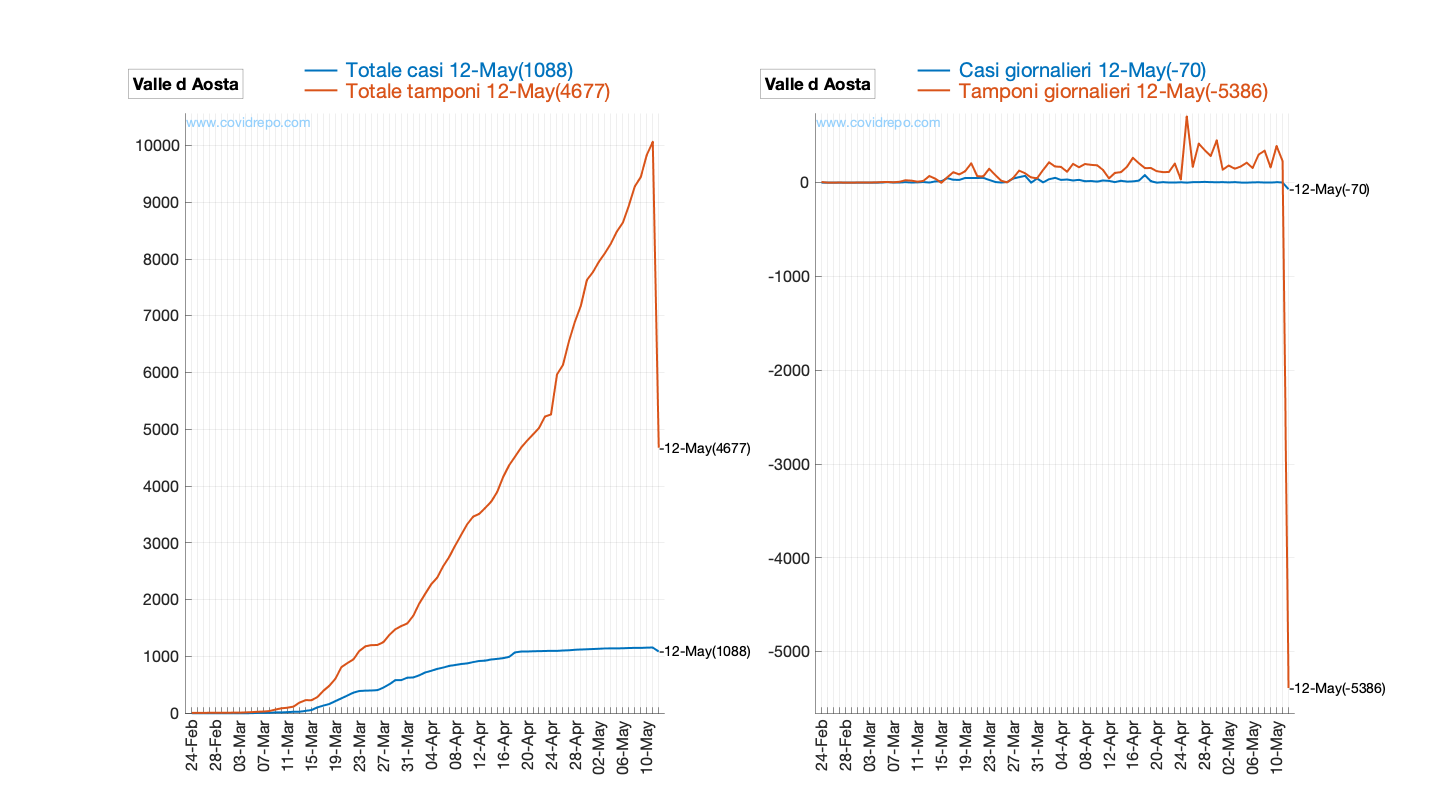 Valle d Aosta
Totale casi 12-May(1088)
Totale tamponi 12-May(4677)
www.covidrepo.com
10000
9000
8000
7000
6000
5000
4000
3000
2000
1000
0
-12-May(4677)
-12-May(1088)
24-Feb
28-Feb
03-Mar
07-Mar
11-Mar
15-Mar
19-Mar
23-Mar
27-Mar
31-Mar
04-Apr
08-Apr
12-Apr
16-Apr
20-Apr
24-Apr
28-Apr
02-May
06-May
10-May
Valle d Aosta
Casi giornalieri 12-May(-70)
Tamponi giornalieri 12-May(-5386)
www.covidrepo.com
0
-1000
-2000
-3000
-4000
-5000
-12-May(-70)
-12-May(-5386)
24-Feb
28-Feb
03-Mar
07-Mar
11-Mar
15-Mar
19-Mar
23-Mar
27-Mar
31-Mar
04-Apr
08-Apr
12-Apr
16-Apr
20-Apr
24-Apr
28-Apr
02-May
06-May
10-May